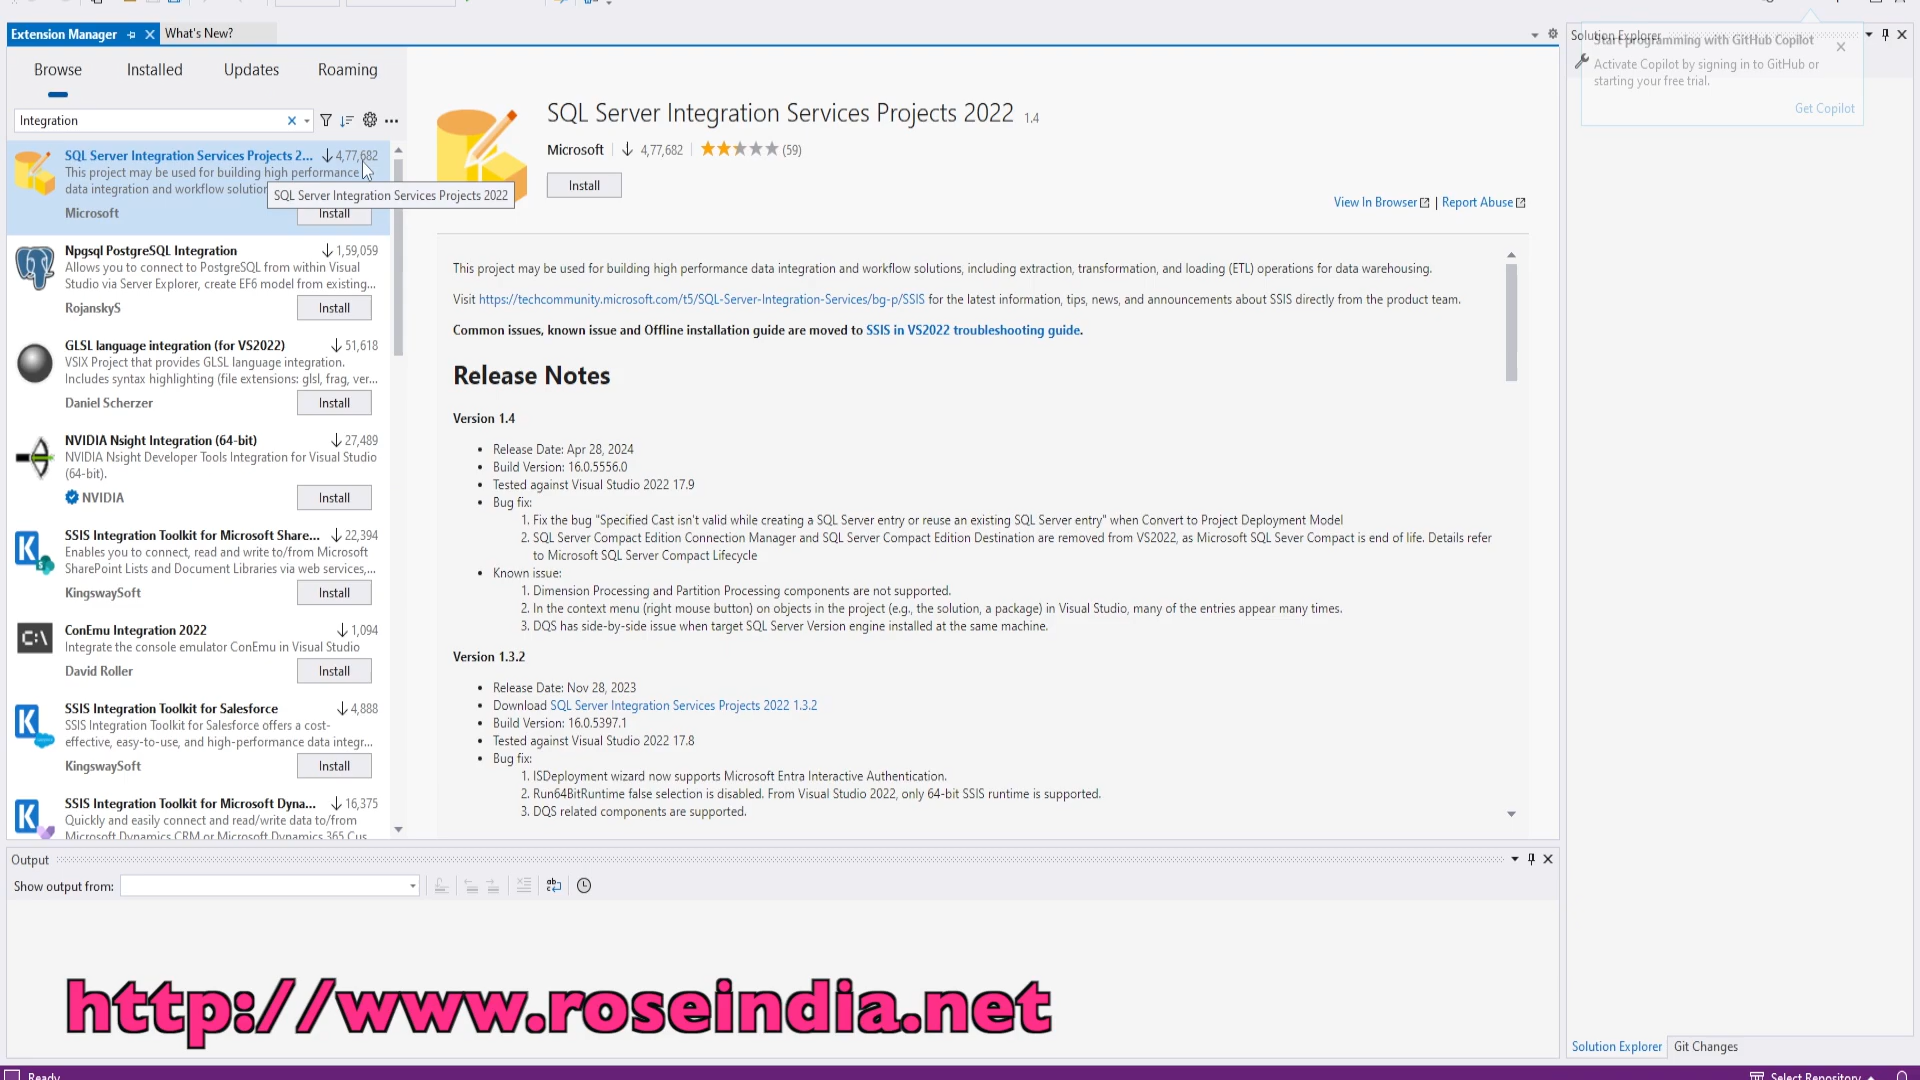 Extension Manager
What's New?
Browse
Installed
Updates
Roaming
Integration
SQL Server Integration Services Projects 2... 4,77,682
This project may be used for building high performance
data integration and workflow solution
SQL Server Integration Services Projects 2022
Microsoft
Install
Npgsql PostgreSQL Integration 1,59,059
Allows you to connect to PostgreSQL from within Visual
Studio via Server Explorer, create EF6 model from existing...
RojanskyS
Install
GLSL language integration (for VS2022) 51,618
VSIX Project that provides GLSL language integration.
Includes syntax highlighting (file extensions: glsl, frag, ver...
Daniel Scherzer
Install
NVIDIA Nsight Integration (64-bit) 27,489
NVIDIA Nsight Developer Tools Integration for Visual Studio
(64-bit).
NVIDIA
Install
SSIS Integration Toolkit for Microsoft Share... 22,394
Enables you to connect, read and write to/from Microsoft
SharePoint Lists and Document Libraries via web services,...
KingswaySoft
Install
ConEmu Integration 2022 1,094
Integrate the console emulator ConEmu in Visual Studio
David Roller
Install
SSIS Integration Toolkit for Salesforce 4,888
SSIS Integration Toolkit for Salesforce offers a cost-
effective, easy-to-use, and high-performance data integr...
KingswaySoft
Install
SSIS Integration Toolkit for Microsoft Dyna... 16,375
Quickly and easily connect and read/write data to/from
Microsoft Dynamics CRM or Microsoft Dynamics 365 Cus
SQL Server Integration Services Projects 2022 1.4
Microsoft 4,77,682 (59)
Install
View In Browser | Report Abuse
This project may be used for building high performance data integration and workflow solutions, including extraction, transformation, and loading (ETL) operations for data warehousing.
Visit https://techcommunity.microsoft.com/t5/SQL-Server-Integration-Services/bg-p/SSIS for the latest information, tips, news, and announcements about SSIS directly from the product team.
Common issues, known issue and Offline installation guide are moved to SSIS in VS2022 troubleshooting guide.
Release Notes
Version 1.4
• Release Date: Apr 28, 2024
• Build Version: 16.0.5556.0
• Tested against Visual Studio 2022 17.9
• Bug fix:
1. Fix the bug "Specified Cast isn't valid while creating a SQL Server entry or reuse an existing SQL Server entry" when Convert to Project Deployment Model
2. SQL Server Compact Edition Connection Manager and SQL Server Compact Edition Destination are removed from VS2022, as Microsoft SQL Sever Compact is end of life. Details refer
to Microsoft SQL Server Compact Lifecycle
• Known issue:
1. Dimension Processing and Partition Processing components are not supported.
2. In the context menu (right mouse button) on objects in the project (e.g., the solution, a package) in Visual Studio, many of the entries appear many times.
3. DQS has side-by-side issue when target SQL Server Version engine installed at the same machine.
Version 1.3.2
• Release Date: Nov 28, 2023
• Download SQL Server Integration Services Projects 2022 1.3.2
• Build Version: 16.0.5397.1
• Tested against Visual Studio 2022 17.8
• Bug fix:
1. ISDeployment wizard now supports Microsoft Entra Interactive Authentication.
2. Run64BitRuntime false selection is disabled. From Visual Studio 2022, only 64-bit SSIS runtime is supported.
3. DQS related components are supported.
Solution Explorer
Start programming with GitHub Copilot
Activate Copilot by signing in to GitHub or
starting your free trial.
Get Copilot
Output
Show output from:
http://www.roseindia.net
Solution Explorer
Git Changes
Ready
Select Repository